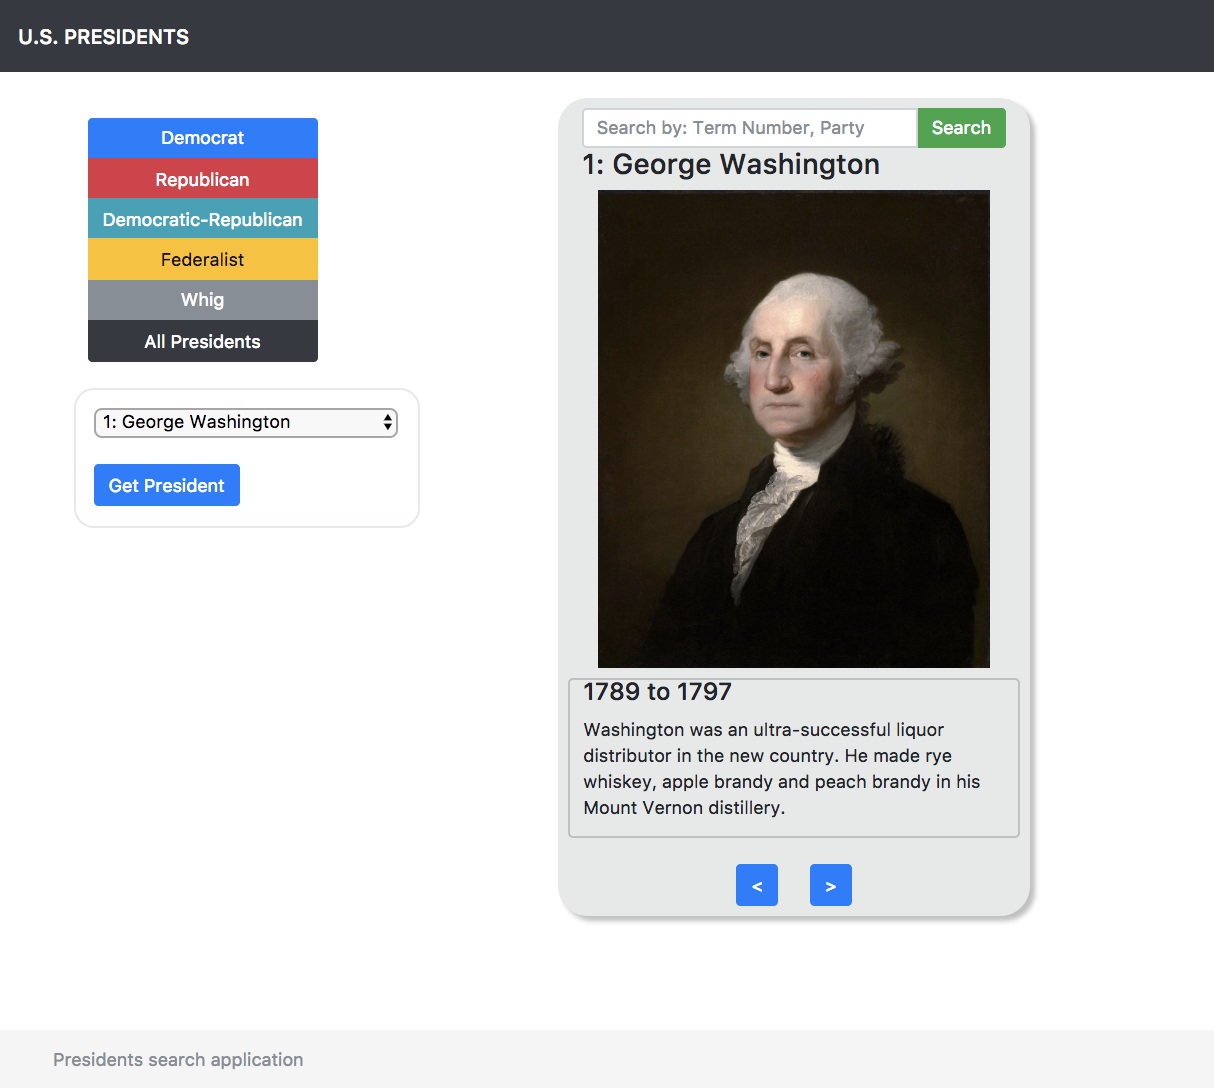 U.S. PRESIDENTS
Democrat
Republican
Democratic-Republican
Federalist
Whig
All Presidents
1: George Washington
Get President
Search by: Term Number, Party
Search
1: George Washington
1789 to 1797
Washington was an ultra-successful liquor
distributor in the new country. He made rye
whiskey, apple brandy and peach brandy in his
Mount Vernon distillery.
<
>
Presidents search application